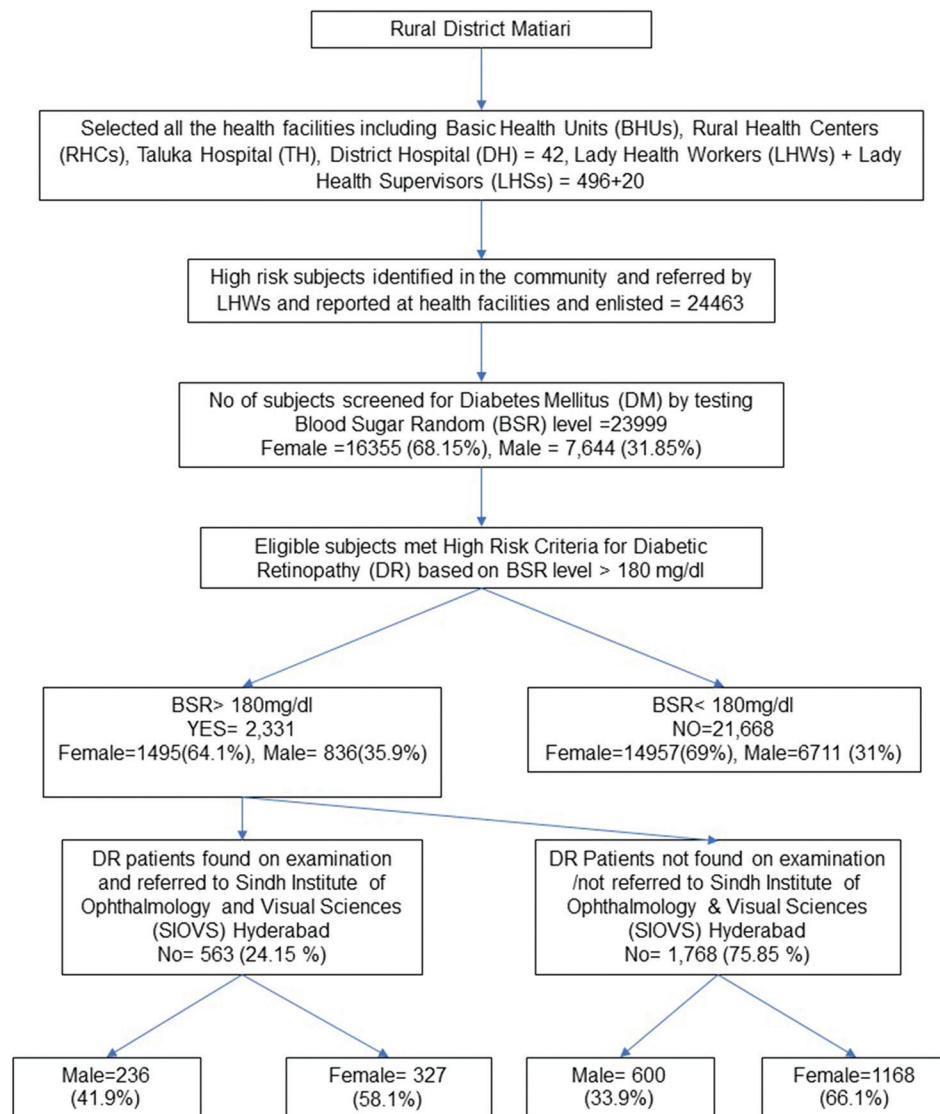 Rural District Matiari
Selected all the health facilities including Basic Health Units (BHUs), Rural Health Centers
(RHCs), Taluka Hospital (TH), District Hospital (DH) = 42, Lady Health Workers (LHWs) + Lady
Health Supervisors (LHSs) = 496+20
High risk subjects identified in the community and referred by
LHWs and reported at health facilities and enlisted = 24463
No of subjects screened for Diabetes Mellitus (DM) by testing
Blood Sugar Random (BSR) level =23999
Female =16355 (68.15%), Male = 7,644 (31.85%)
Eligible subjects met High Risk Criteria for Diabetic
Retinopathy (DR) based on BSR level > 180 mg/dl
BSR> 180mg/dl
YES= 2,331
Female=1495(64.1%), Male= 836(35.9%)
BSR< 180mg/dl
NO=21,668
Female=14957(69%), Male=6711 (31%)
DR patients found on examination
and referred to Sindh Institute of
Ophthalmology and Visual Sciences
(SIOVS) Hyderabad
No= 563 (24.15 %)
DR Patients not found on examination
/not referred to Sindh Institute of
Ophthalmology & Visual Sciences
(SIOVS) Hyderabad
No= 1,768 (75.85 %)
Male=236
(41.9%)
Female= 327
(58.1%)
Male= 600
(33.9%)
Female=1168
(66.1%)